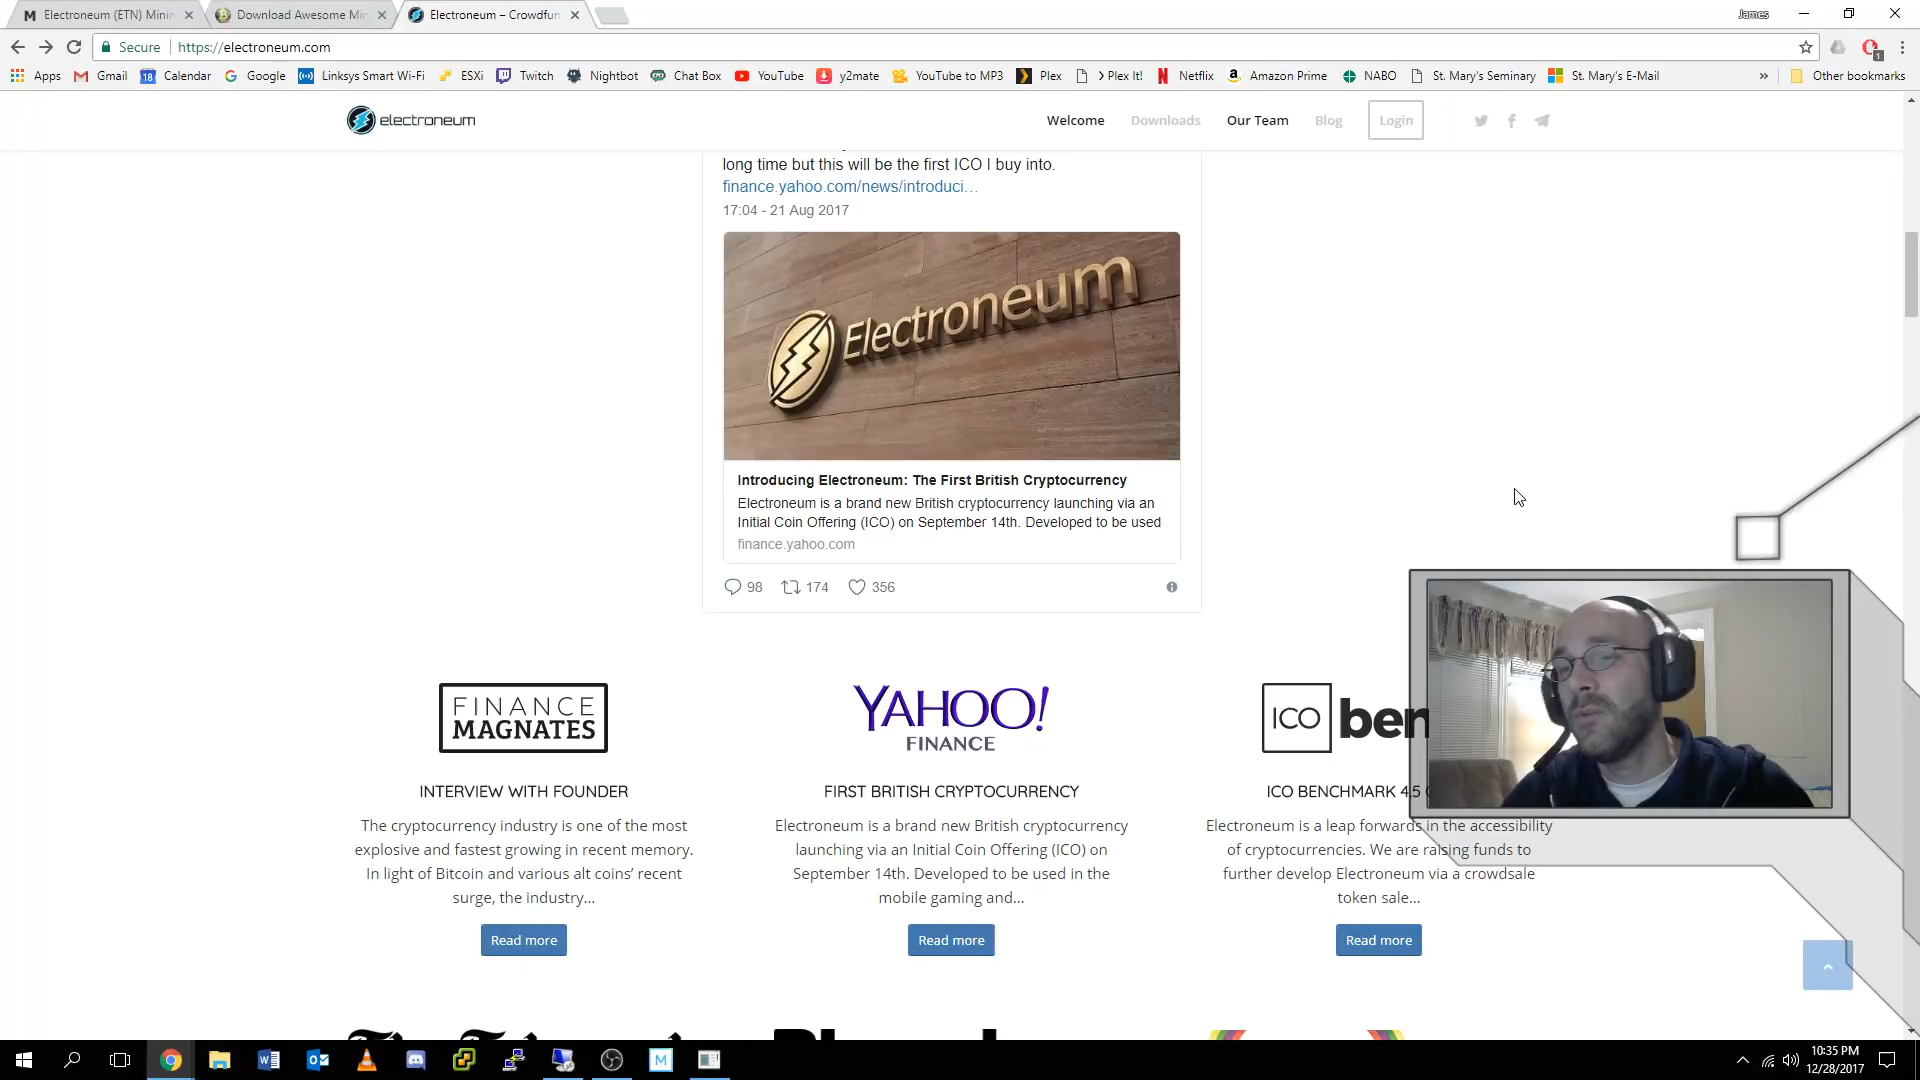 Electroneum (ETN) Minin
Download Awesome Mi
Electroneum – Crowdfun
James
Secure
https://electroneum.com
Apps
Gmail
18
Calendar
Google
Linksys Smart Wi-Fi
ESXi
Twitch
Nightbot
Chat Box
YouTube
y2mate
YouTube to MP3
Plex
Plex It!
Netflix
Amazon Prime
NABO
St. Mary's Seminary
St. Mary's E-Mail
»
Other bookmarks
electroneum
Welcome
Downloads
Our Team
Blog
Login
long time but this will be the first ICO I buy into.
finance.yahoo.com/news/introduci…
17:04 - 21 Aug 2017
Electroneum
Introducing Electroneum: The First British Cryptocurrency
Electroneum is a brand new British cryptocurrency launching via an
Initial Coin Offering (ICO) on September 14th. Developed to be used
finance.yahoo.com
98
174
356
FINANCE
MAGNATES
YAHOO!
FINANCE
ICO
ben
INTERVIEW WITH FOUNDER
The cryptocurrency industry is one of the most
explosive and fastest growing in recent memory.
In light of Bitcoin and various alt coins' recent
surge, the industry...
Read more
FIRST BRITISH CRYPTOCURRENCY
Electroneum is a brand new British cryptocurrency
launching via an Initial Coin Offering (ICO) on
September 14th. Developed to be used in the
mobile gaming and...
Read more
ICO BENCHMARK 4.5
Electroneum is a leap forwards in the accessibility
of cryptocurrencies. We are raising funds to
further develop Electroneum via a crowdsale
token sale...
Read more
10:35 PM
12/28/2017